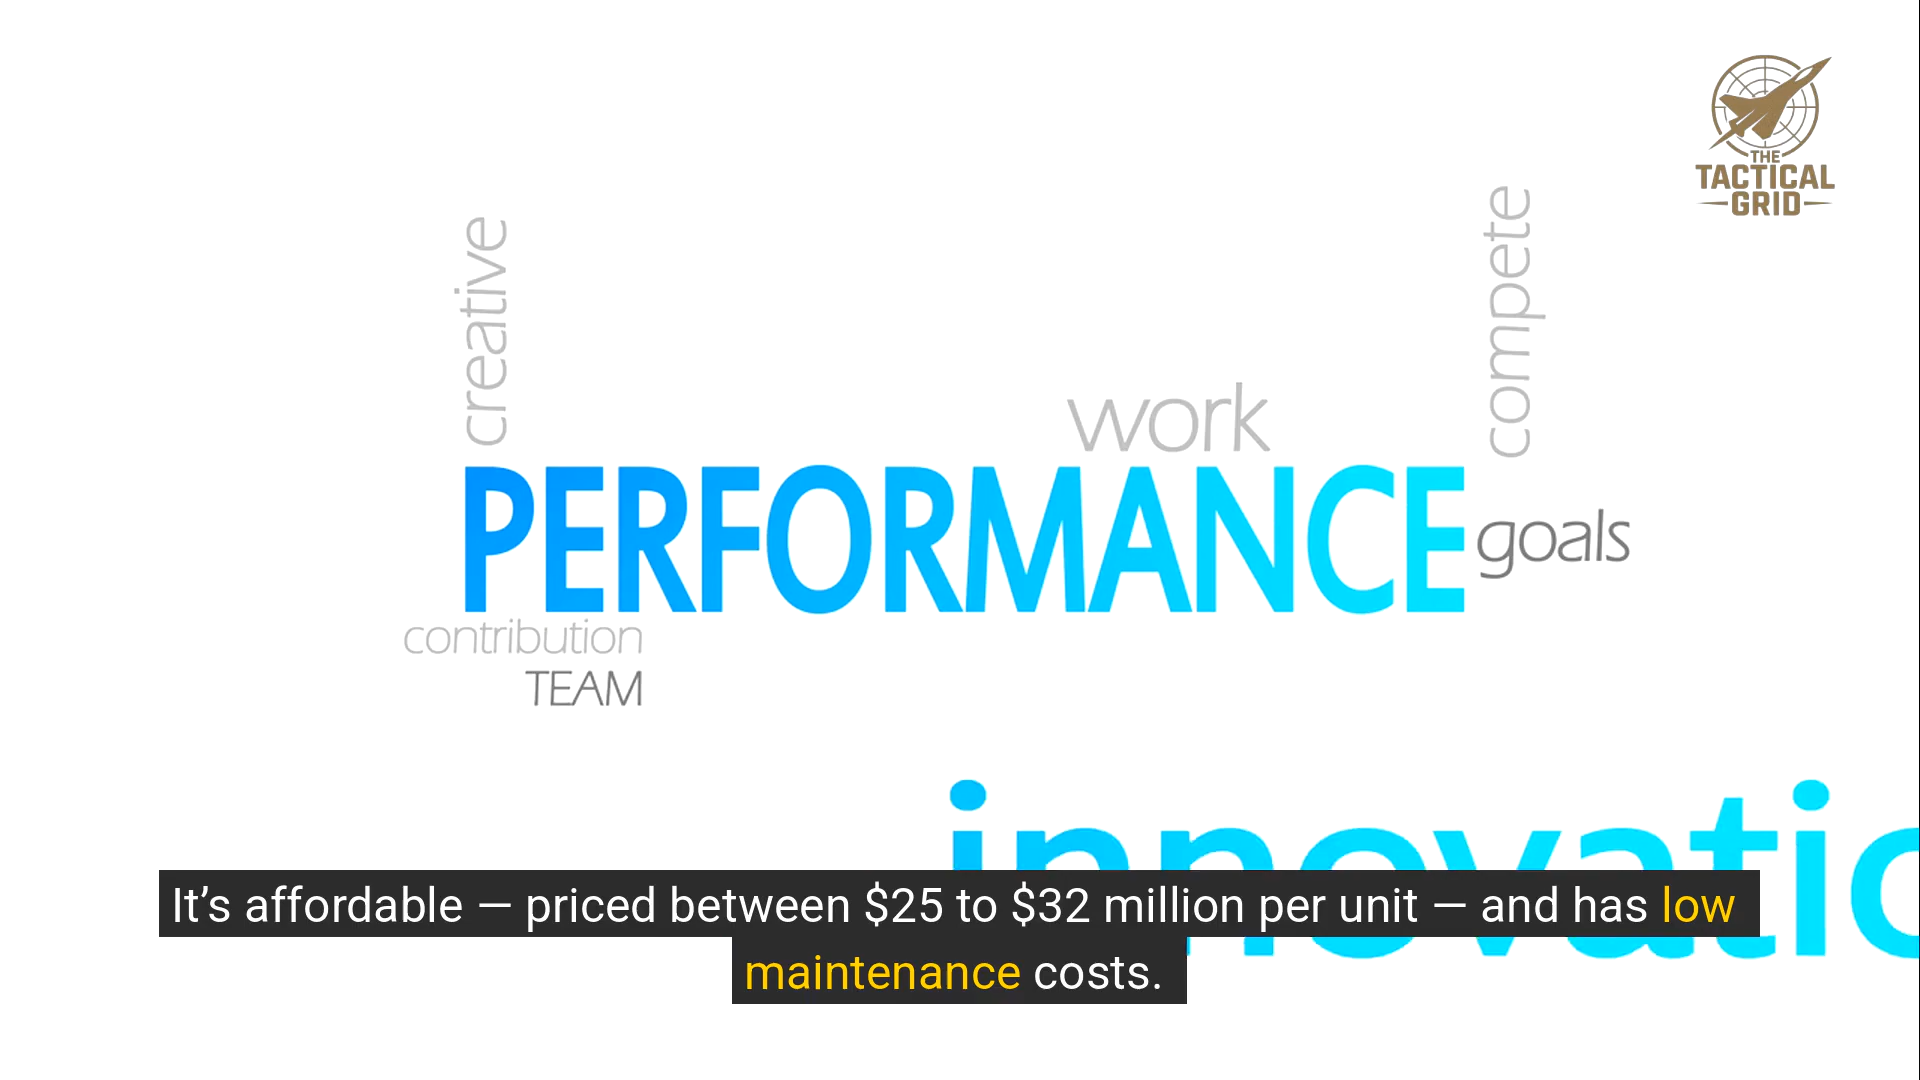 THE
TACTICAL
GRID
creative
compete
work
PERFORMANCE
goals
contribution
TEAM
It’s affordable — priced between $25 to $32 million per unit — and has low
maintenance costs.